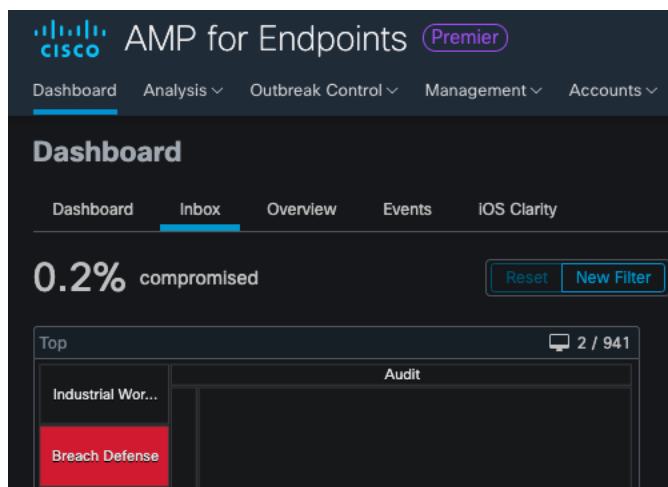 cisco AMP for Endpoints Premier
Dashboard Analysis Outbreak Control Management Accounts
Dashboard
Dashboard Inbox Overview Events iOS Clarity
0.2% compromised Reset New Filter
Top 2 / 941
Audit
Industrial Wor...
Breach Defense